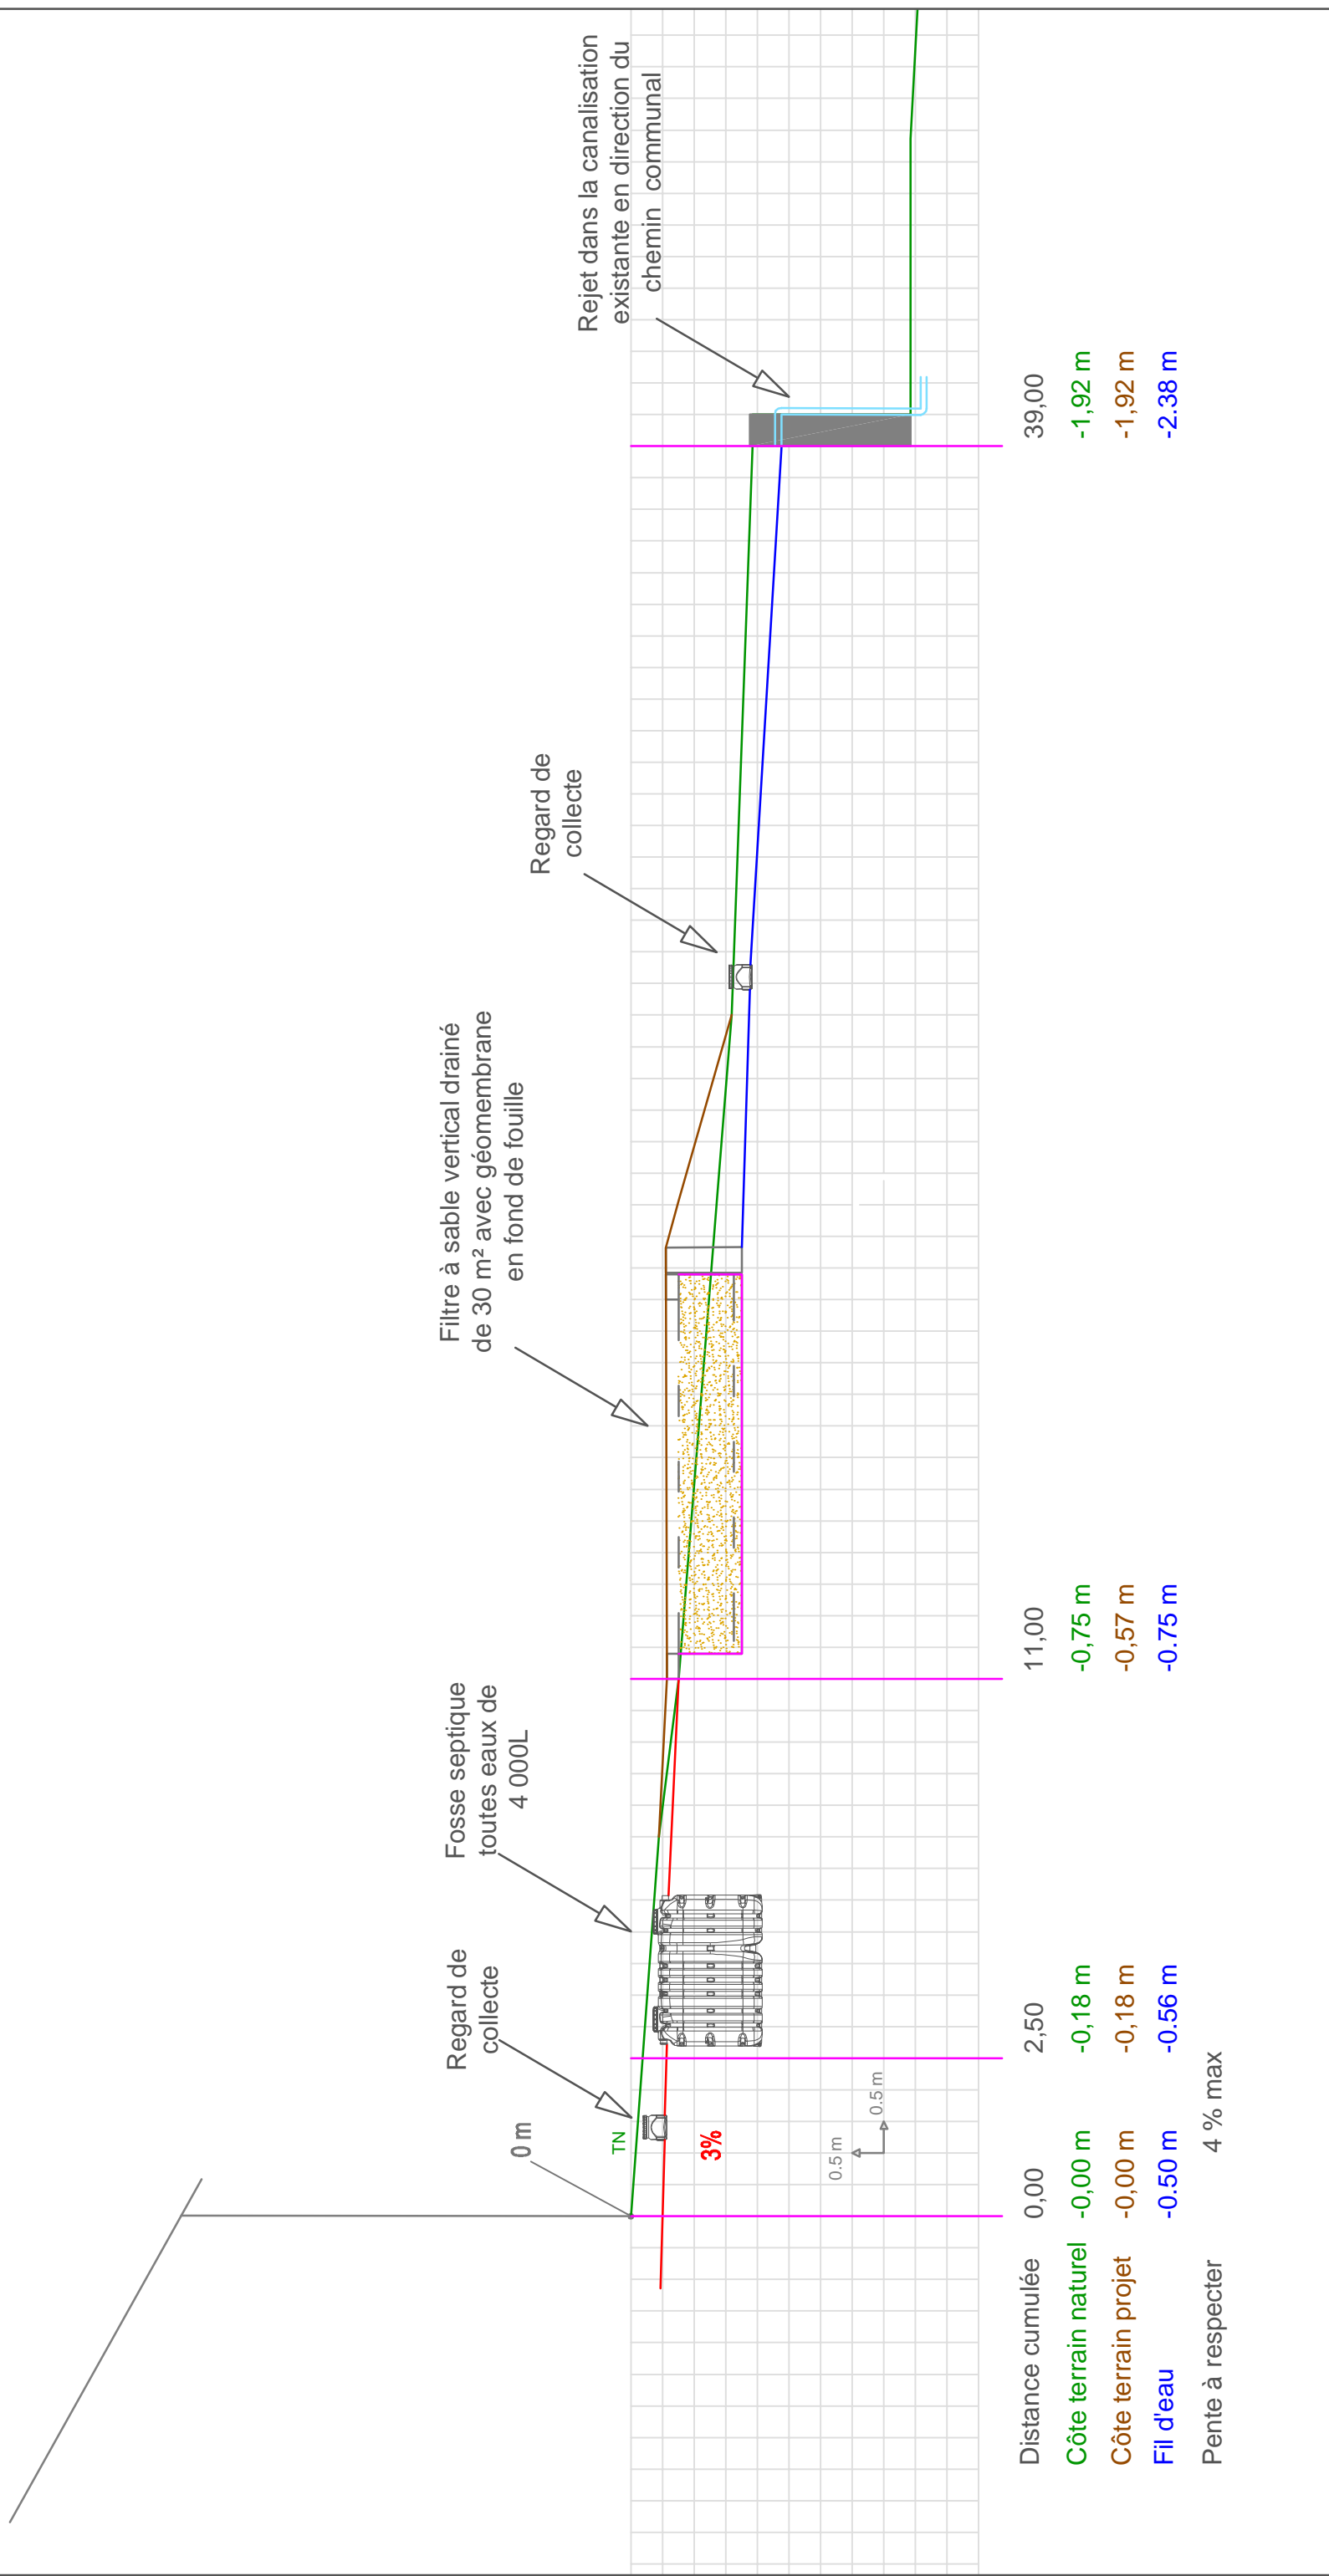 Rejet dans la canalisation
existante en direction du
chemin communal
Regard de
collecte
Filtre à sable vertical drainé
de 30 m² avec géomembrane
en fond de fouille
Fosse septique
toutes eaux de
4 000L
Regard de
collecte
0 m
TN
3%
0.5 m
0.5 m
Distance cumulée 0,00 2,50 11,00 39,00
Côte terrain naturel -0,00 m -0,18 m -0,75 m -1,92 m
Côte terrain projet -0,00 m -0,18 m -0,57 m -1,92 m
Fil d'eau -0.50 m -0.56 m -0.75 m -2.38 m
Pente à respecter 4 % max